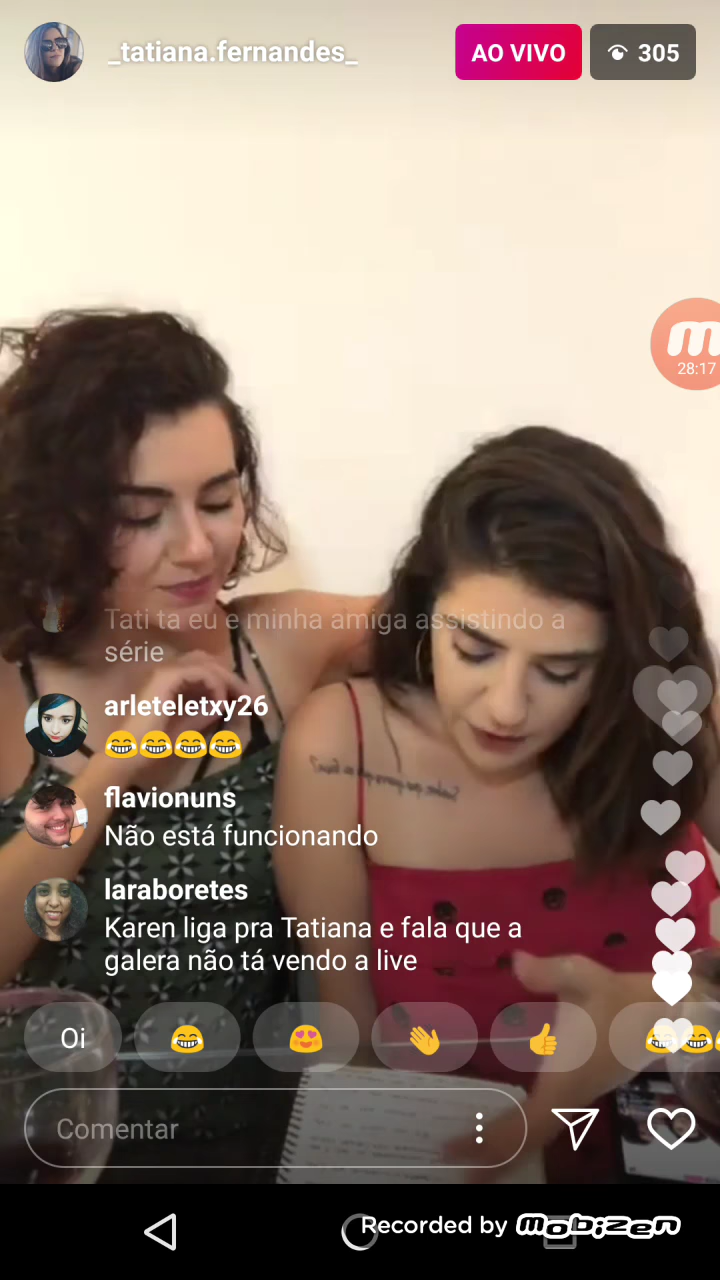 _tatiana.fernandes_
AO VIVO
305
m
28:17
Tati ta eu e minha amiga assistindo a
série
arleteletxy26
😂😂😂😂
flavionuns
Não está funcionando
laraboretes
Karen liga pra Tatiana e fala que a
galera não tá vendo a live
Oi
😂
😍
👋
👍
😂😂😂
Comentar
Recorded by mobizen